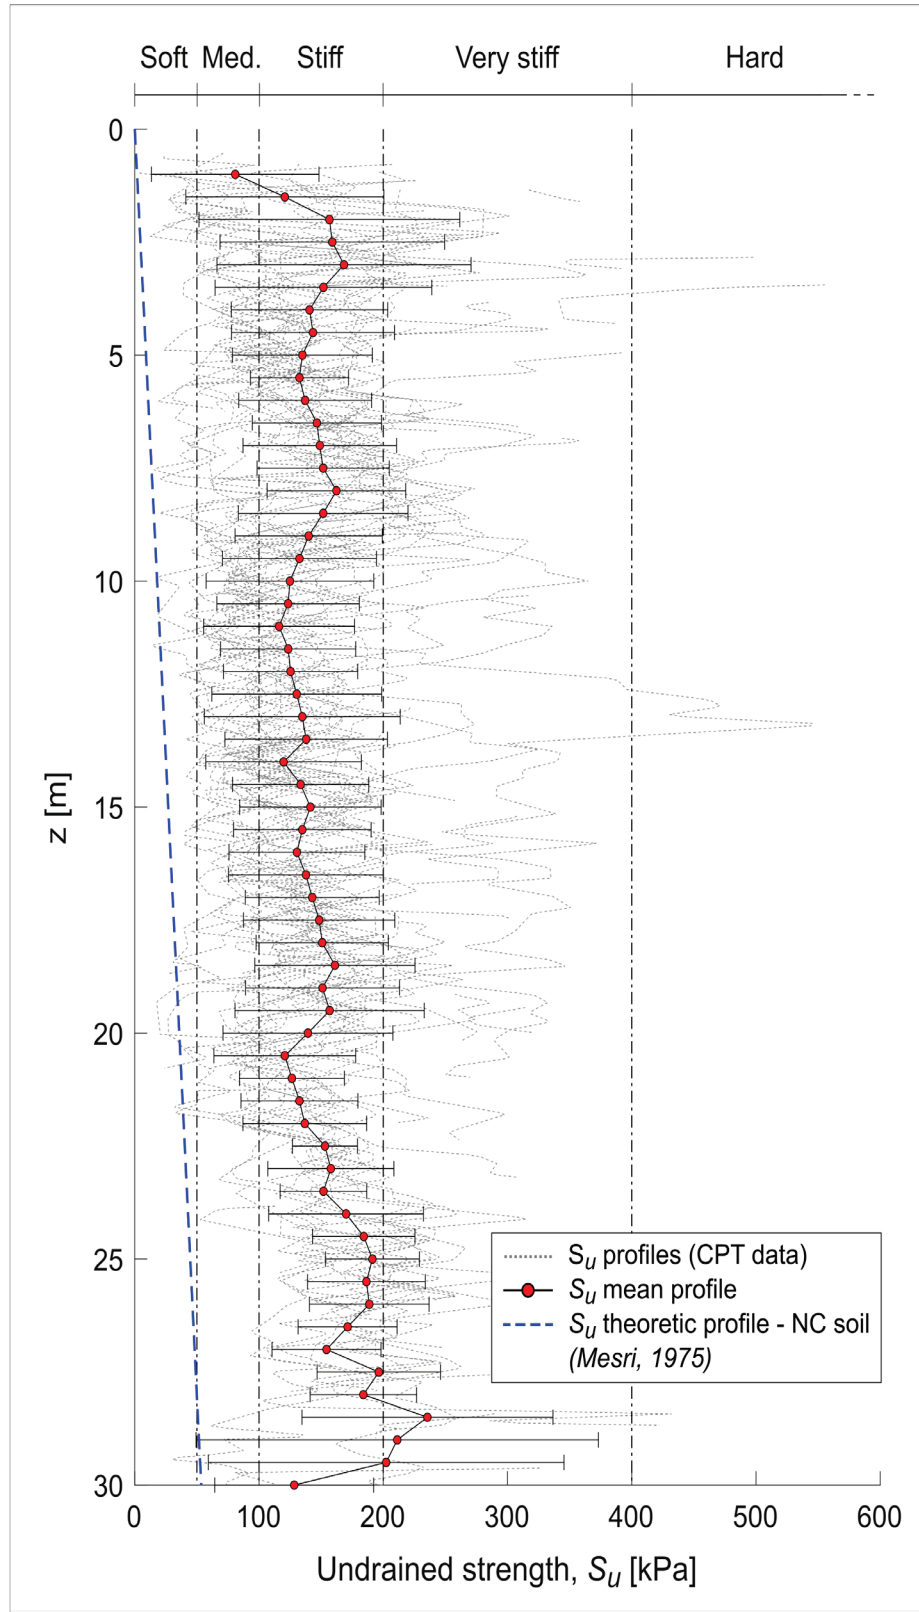 Soft Med. Stiff Very stiff Hard
0
5
10
15
20
25
30
z [m]
Su profiles (CPT data)
Su mean profile
Su theoretic profile - NC soil
(Mesri, 1975)
0 100 200 300 400 500 600
Undrained strength, Su [kPa]